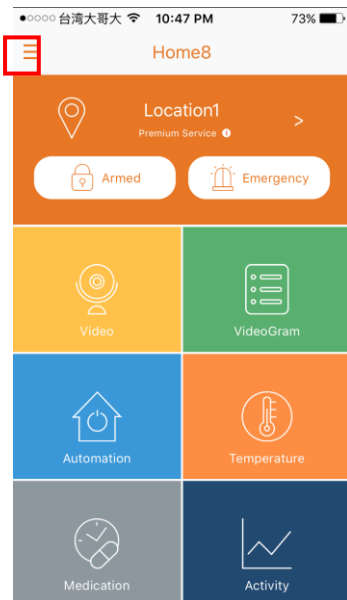 台湾大哥大 10:47 PM 73%
Home8
Location1
Premium Service
>
Armed Emergency
Video VideoGram
Automation Temperature
Medication Activity